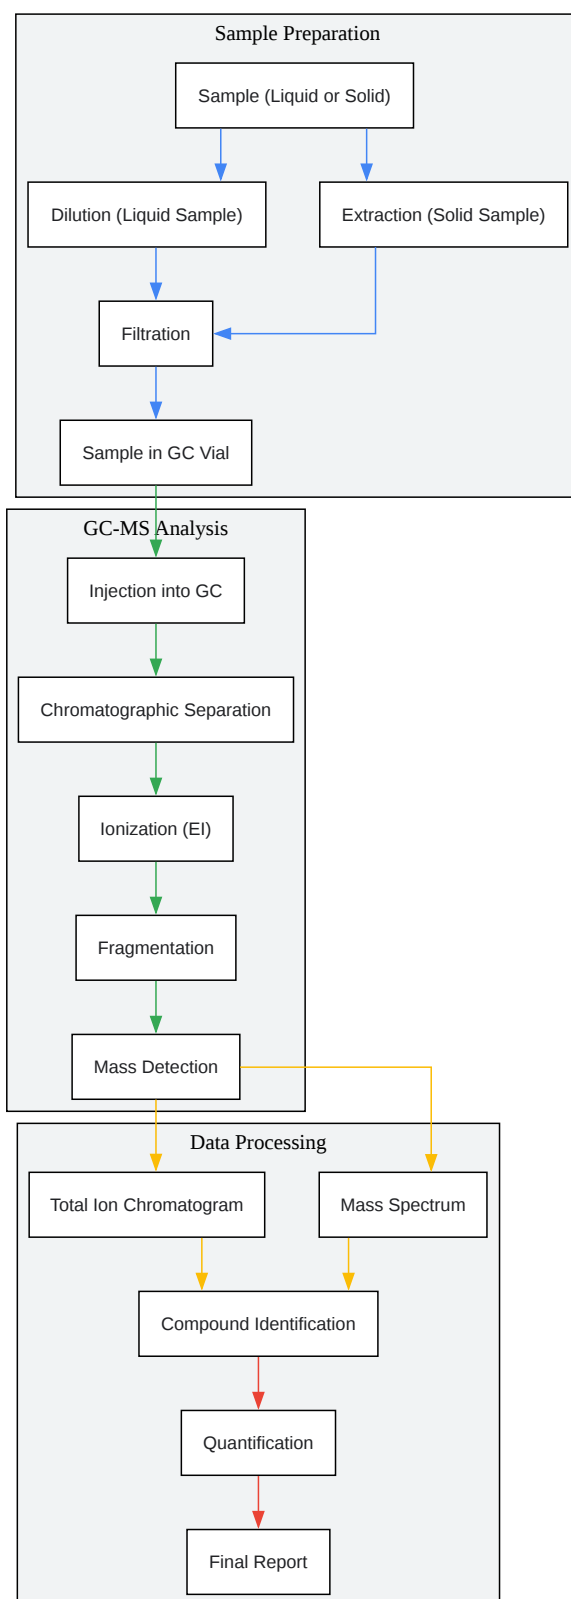 Sample Preparation
Sample (Liquid or Solid)
Dilution (Liquid Sample)
Extraction (Solid Sample)
Filtration
Sample in GC Vial
GC-MS Analysis
Injection into GC
Chromatographic Separation
Ionization (EI)
Fragmentation
Mass Detection
Data Processing
Total Ion Chromatogram
Mass Spectrum
Compound Identification
Quantification
Final Report